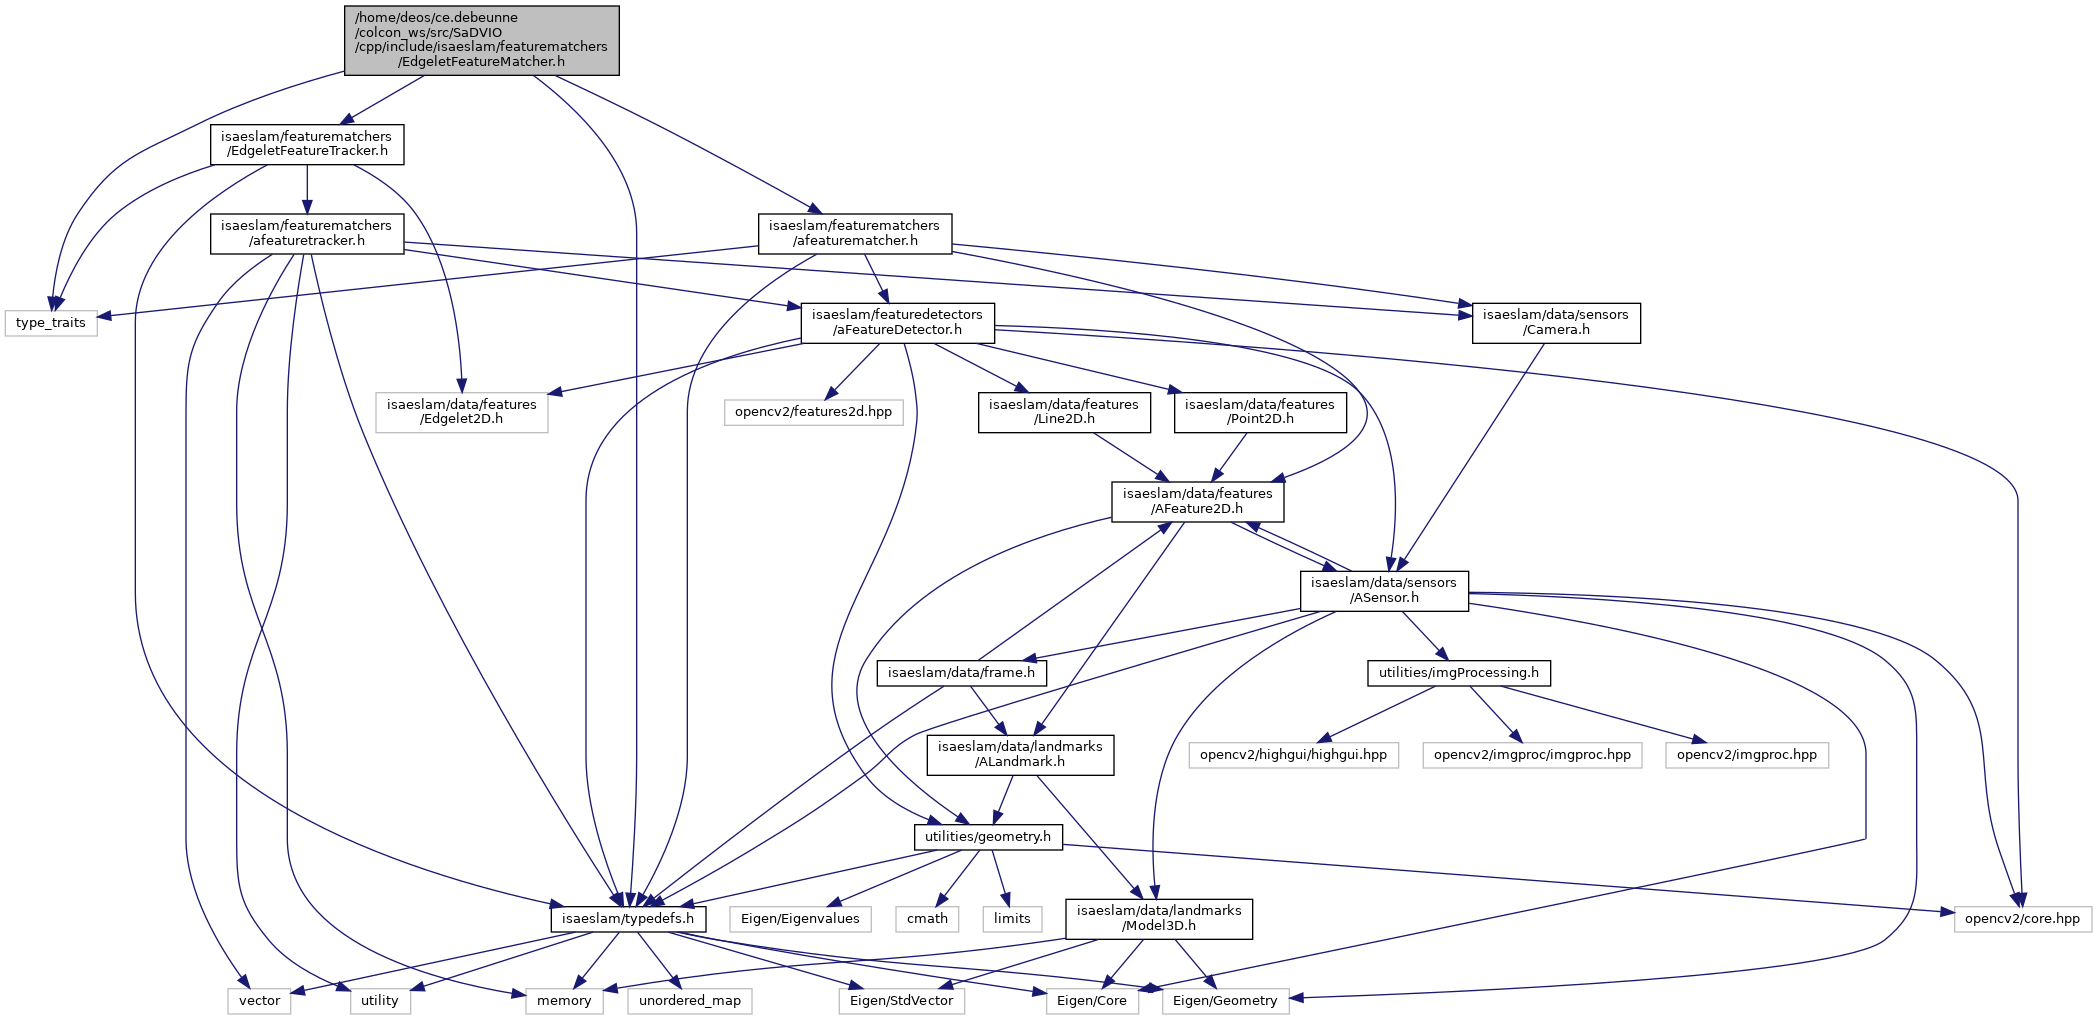 /home/deos/ce.debeunne
/colcon_ws/src/SaDVIO
/cpp/include/isaeslam/featurematchers
/EdgeletFeatureMatcher.h
isaeslam/featurematchers
/EdgeletFeatureTracker.h
isaeslam/featurematchers
/afeaturetracker.h
isaeslam/featurematchers
/afeaturematcher.h
type_traits
isaeslam/featuredetectors
/aFeatureDetector.h
isaeslam/data/sensors
/Camera.h
isaeslam/data/features
/Edgelet2D.h
opencv2/features2d.hpp
isaeslam/data/features
/Line2D.h
isaeslam/data/features
/Point2D.h
isaeslam/data/features
/AFeature2D.h
isaeslam/data/sensors
/ASensor.h
isaeslam/data/frame.h
utilities/imgProcessing.h
isaeslam/data/landmarks
/ALandmark.h
opencv2/highgui/highgui.hpp
opencv2/imgproc/imgproc.hpp
opencv2/imgproc.hpp
utilities/geometry.h
isaeslam/typedefs.h
Eigen/Eigenvalues
cmath
limits
isaeslam/data/landmarks
/Model3D.h
opencv2/core.hpp
vector
utility
memory
unordered_map
Eigen/StdVector
Eigen/Core
Eigen/Geometry